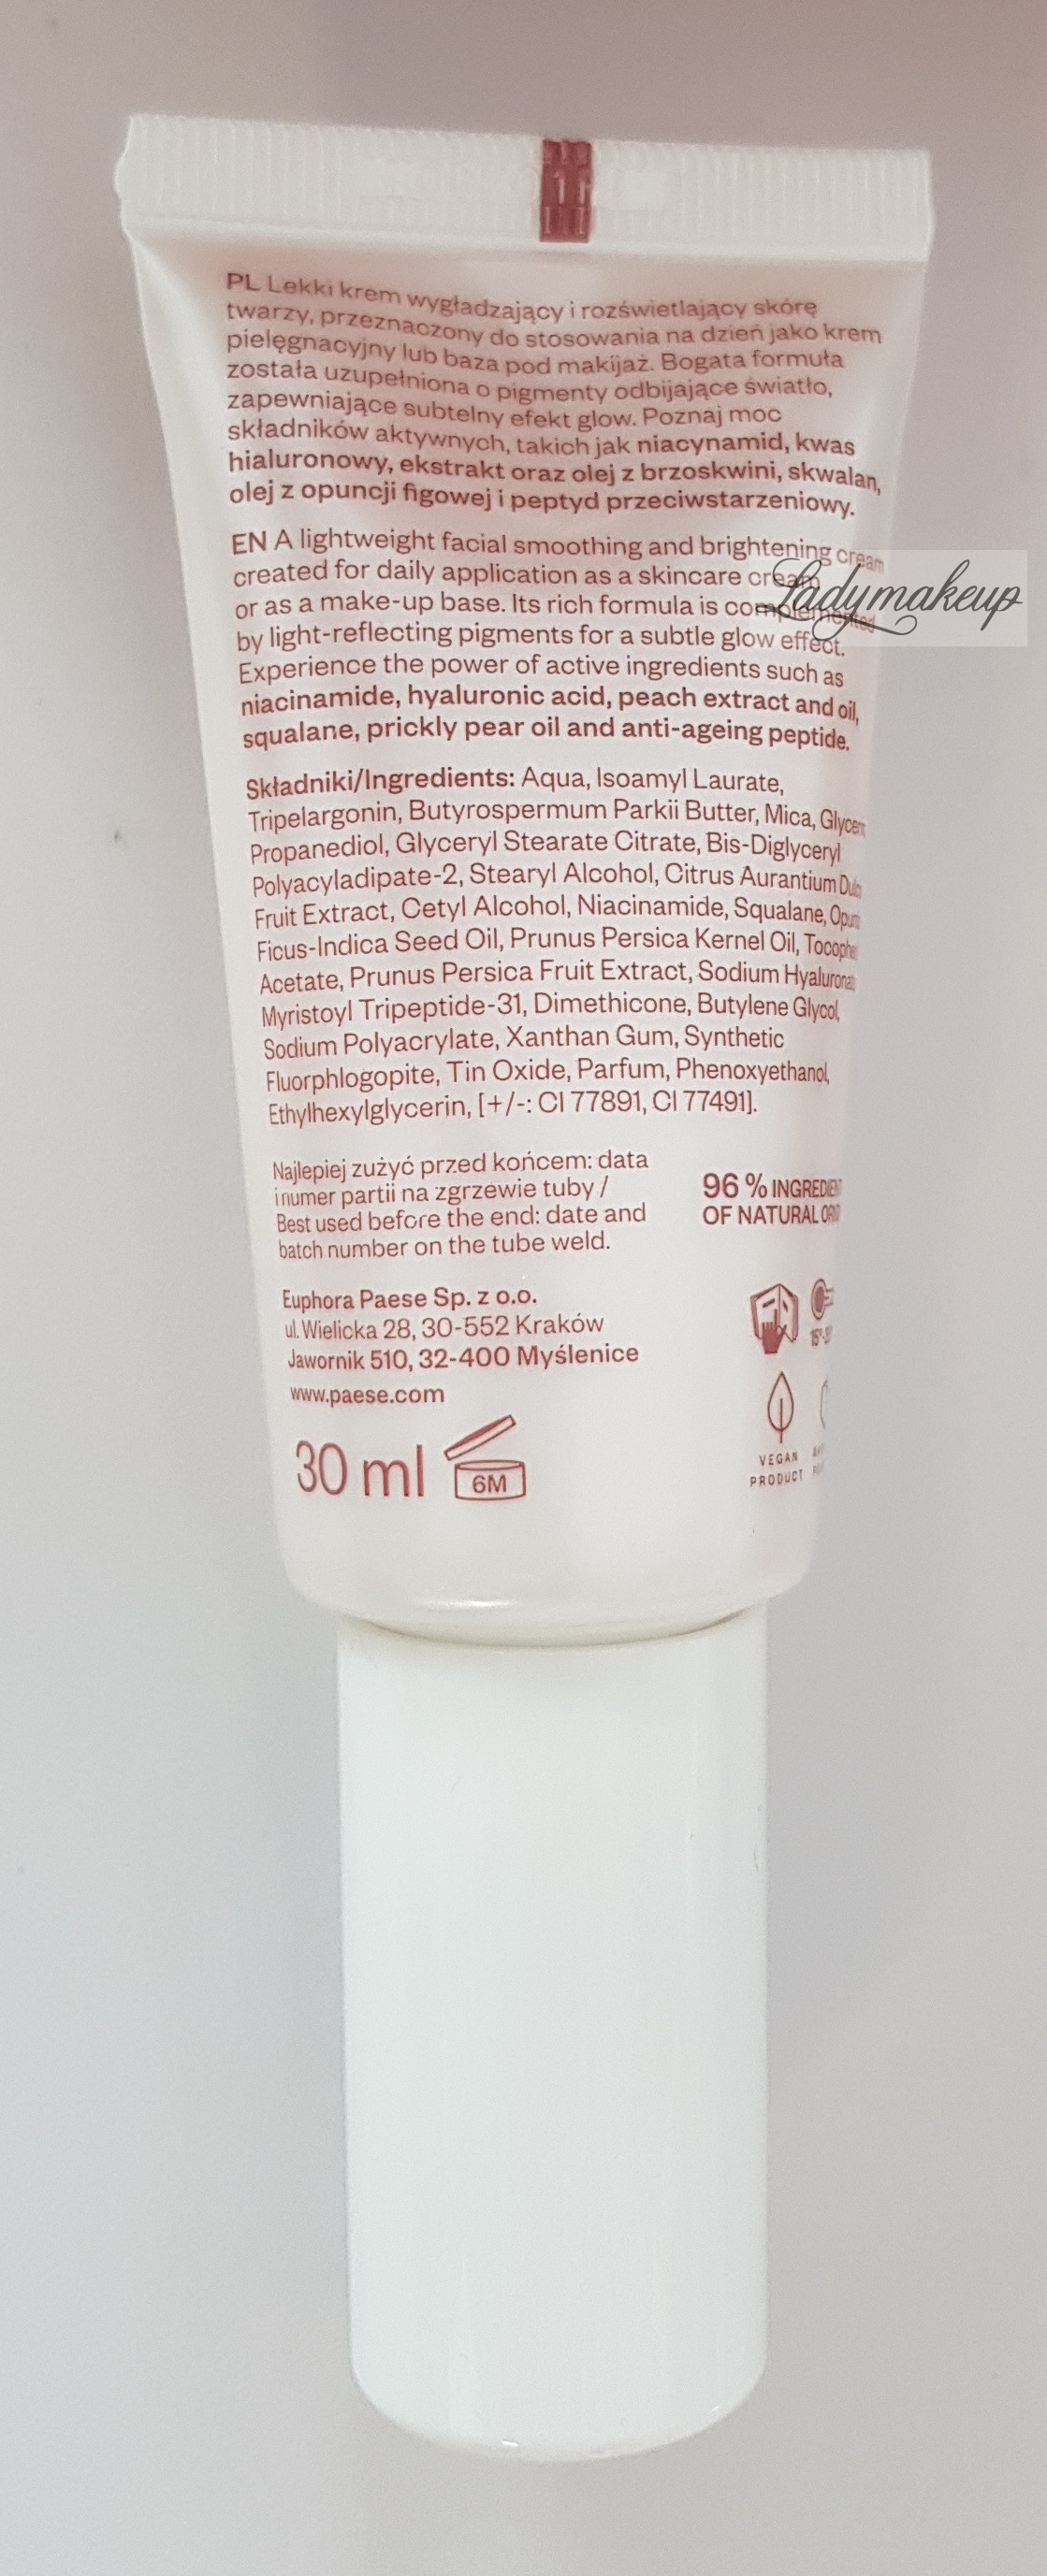 PL Lekki krem wygładzający i rozświetlający skórę
twarzy, przeznaczony do stosowania na dzień jako krem
pielęgnacyjny lub baza pod makijaż. Bogata formuła
została uzupełniona o pigmenty odbijające światło,
zapewniające subtelny efekt glow. Poznaj moc
składników aktywnych, takich jak niacynamid, kwas
hialuronowy, ekstrakt oraz olej z brzoskwini, skwalan,
olej z opuncji figowej i peptyd przeciwstarzeniowy.
EN A lightweight facial smoothing and brightening cream
created for daily application as a skincare cream
or as a make-up base. Its rich formula is complemented
by light-reflecting pigments for a subtle glow effect.
Experience the power of active ingredients such as
niacinamide, hyaluronic acid, peach extract and oil,
squalane, prickly pear oil and anti-ageing peptide.
Ladymakeup
Składniki/Ingredients: Aqua, Isoamyl Laurate,
Tripelargonin, Butyrospermum Parkii Butter, Mica,
Propanediol, Glyceryl Stearate Citrate, Bis-Diglyceryl
Polyacyladipate-2, Stearyl Alcohol, Citrus Aurantium
Fruit Extract, Cetyl Alcohol, Niacinamide, Squalane,
Ficus-Indica Seed Oil, Prunus Persica Kernel Oil,
Acetate, Prunus Persica Fruit Extract, Sodium
Myristoyl Tripeptide-31, Dimethicone, Butylene Glycol,
Sodium Polyacrylate, Xanthan Gum, Synthetic
Fluorphlogopite, Tin Oxide, Parfum, Phenoxyethanol,
Ethylhexylglycerin, [+/-: CI 77891, CI 77491].
Najlepiej zużyć przed końcem: data
i numer partii na zgrzewie tuby /
Best used before the end: date and
batch number on the tube weld.
96 %
OF NATURAL
Euphora Paese Sp. z o.o.
ul. Wielicka 28, 30-552 Kraków
Jawornik 510, 32-400 Myślenice
www.paese.com
30 ml
6M
VEGAN
PRODUCT